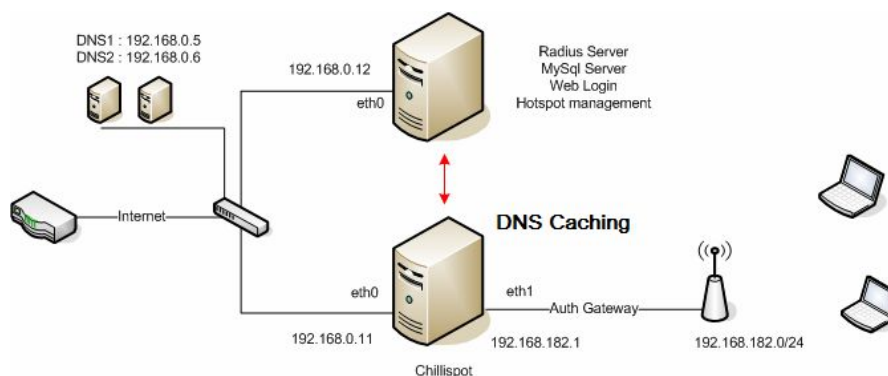 DNS1 : 192.168.0.5
DNS2 : 192.168.0.6
192.168.0.12
eth0
Radius Server
MySql Server
Web Login
Hotspot management
Internet
DNS Caching
eth0
eth1
Auth Gateway
192.168.0.11
192.168.182.1
192.168.182.0/24
Chillispot